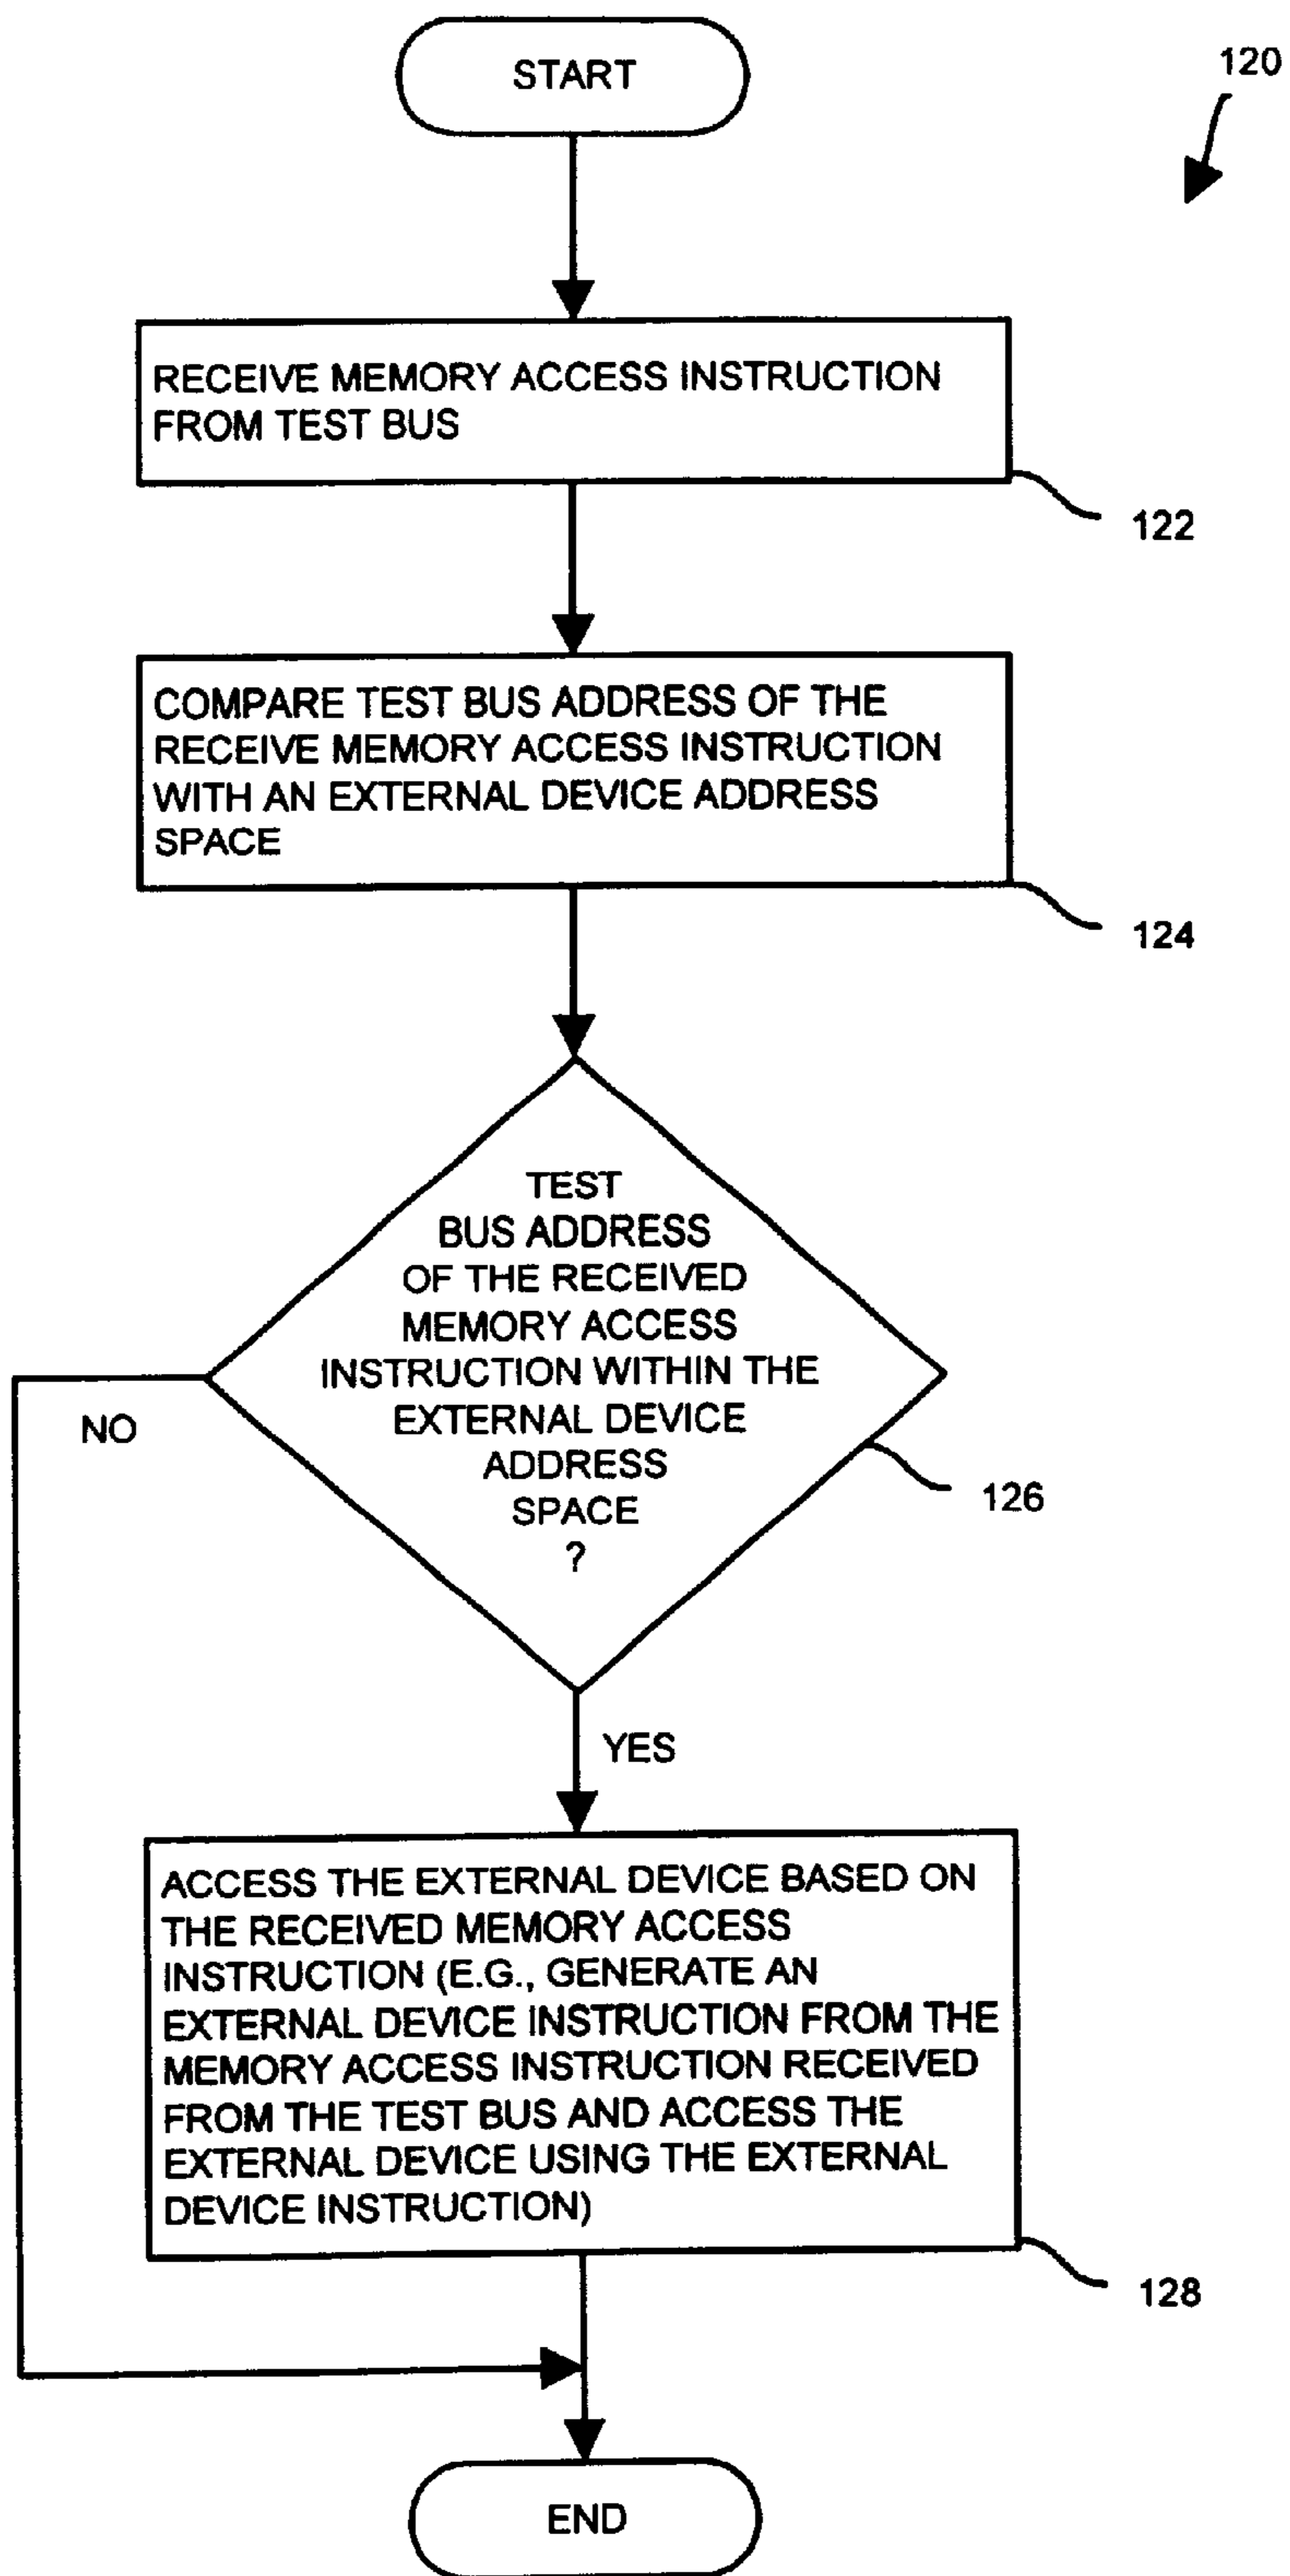 START
120
RECEIVE MEMORY ACCESS INSTRUCTION
FROM TEST BUS
122
COMPARE TEST BUS ADDRESS OF THE
RECEIVE MEMORY ACCESS INSTRUCTION
WITH AN EXTERNAL DEVICE ADDRESS
SPACE
124
TEST
BUS ADDRESS
OF THE RECEIVED
MEMORY ACCESS
INSTRUCTION WITHIN THE
EXTERNAL DEVICE
ADDRESS
SPACE
?
NO
126
YES
ACCESS THE EXTERNAL DEVICE BASED ON
THE RECEIVED MEMORY ACCESS
INSTRUCTION (E.G., GENERATE AN
EXTERNAL DEVICE INSTRUCTION FROM THE
MEMORY ACCESS INSTRUCTION RECEIVED
FROM THE TEST BUS AND ACCESS THE
EXTERNAL DEVICE USING THE EXTERNAL
DEVICE INSTRUCTION)
128
END